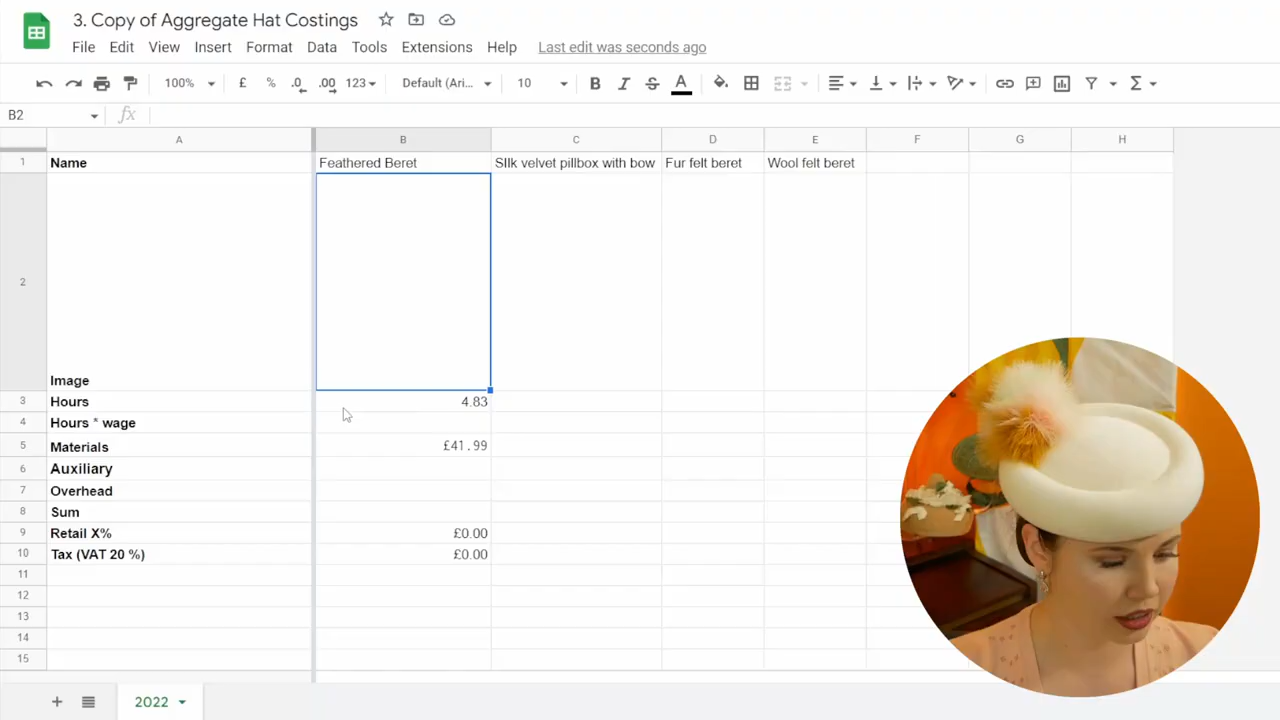 3. Copy of Aggregate Hat Costings
File Edit View Insert Format Data Tools Extensions Help Last edit was seconds ago
100% £ % .0 .00 123 Default (Ari... 10 B I S A
B2 fx
A B C D E F G H
1 Name Feathered Beret SIlk velvet pillbox with bow Fur felt beret Wool felt beret
2 Image
3 Hours 4.83
4 Hours * wage
5 Materials £41.99
6 Auxiliary
7 Overhead
8 Sum
9 Retail X% £0.00
10 Tax (VAT 20 %) £0.00
11
12
13
14
15
2022